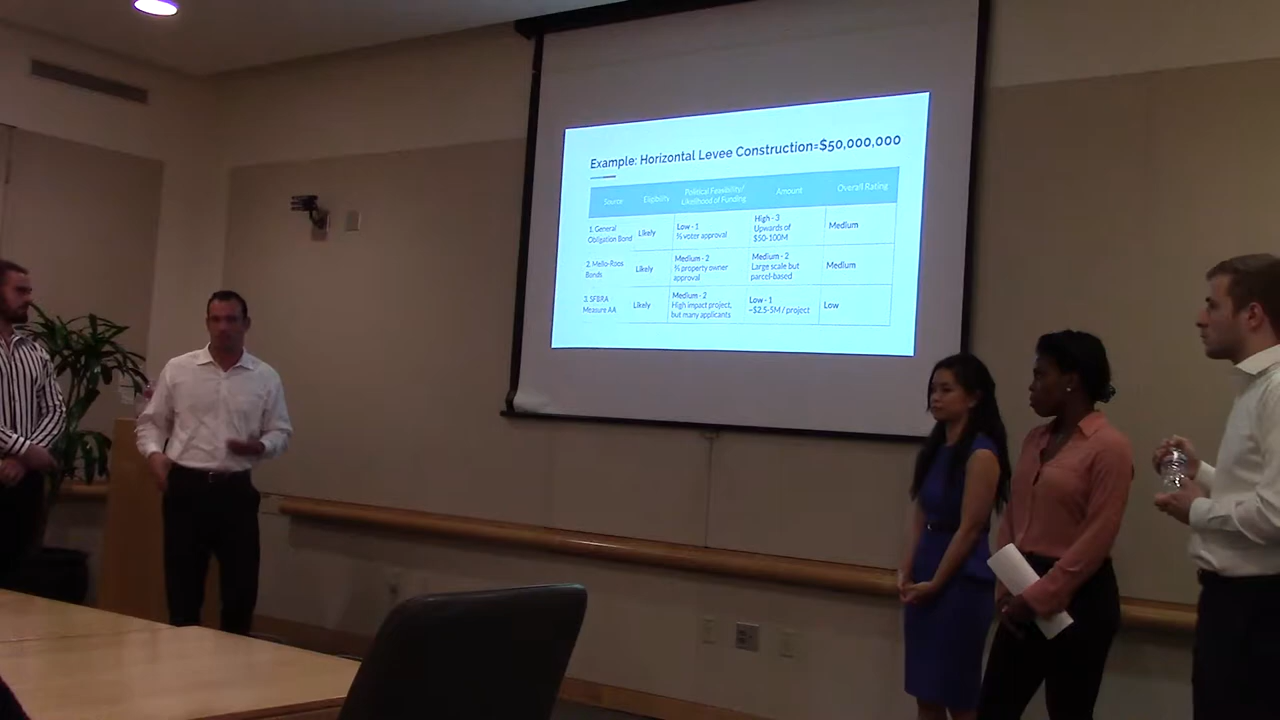 Example: Horizontal Levee Construction=$50,000,000
Source Eligibility Political Feasibility/ Likelihood of Funding Amount Overall Rating
1. General Obligation Bond Likely Low - 1 ⅔ voter approval High - 3 Upwards of $50-100M Medium
2. Mello-Roos Bonds Likely Medium - 2 ⅔ property owner approval Medium - 2 Large scale but parcel-based Medium
3. SFBRA Measure AA Likely Medium - 2 High impact project, but many applicants Low - 1 ~$2.5-5M / project Low